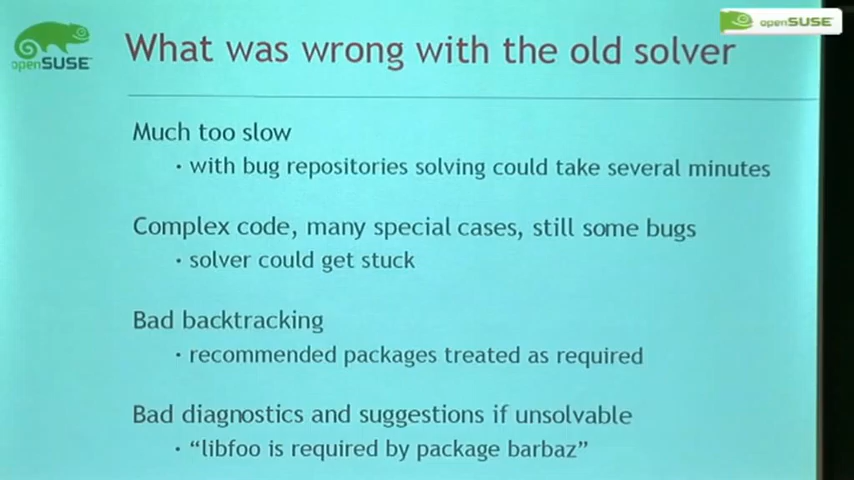 openSUSE
What was wrong with the old solver
openSUSE
Much too slow
• with bug repositories solving could take several minutes
Complex code, many special cases, still some bugs
• solver could get stuck
Bad backtracking
• recommended packages treated as required
Bad diagnostics and suggestions if unsolvable
• “libfoo is required by package barbaz”